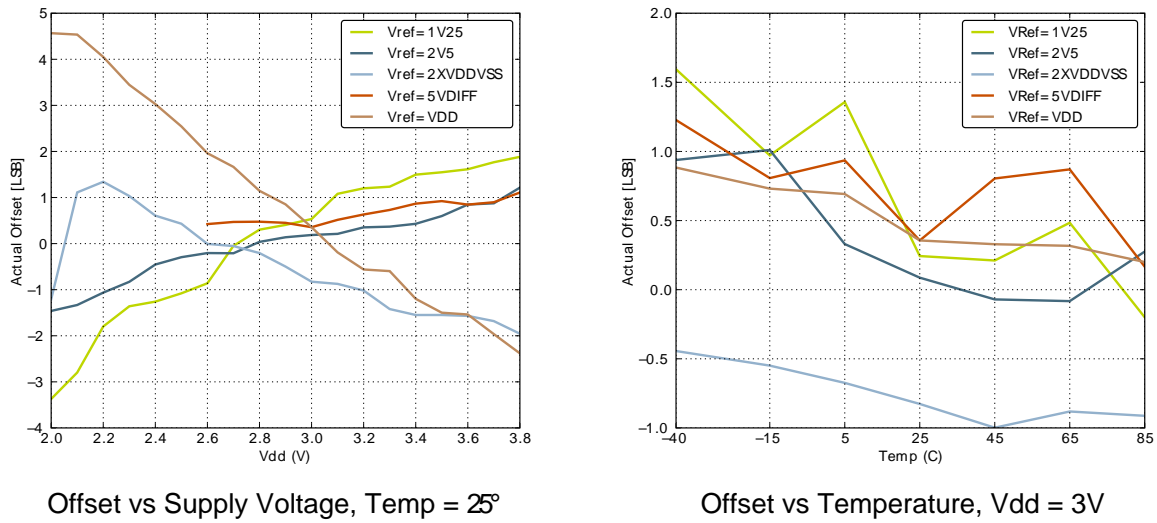 5
4
3
2
1
0
−1
−2
−3
−4
2.0 2.2 2.4 2.6 2.8 3.0 3.2 3.4 3.6 3.8
Vdd (V)
Actual Offset [LSB]
Vref= 1V25
Vref= 2V5
Vref= 2XVDDVSS
Vref= 5VDIFF
Vref= VDD
Offset vs Supply Voltage, Temp = 25°
2.0
1.5
1.0
0.5
0.0
−0.5
−1.0
−40 −15 5 25 45 65 85
Temp (C)
Actual Offset [LSB]
VRef= 1V25
VRef= 2V5
VRef= 2XVDDVSS
VRef= 5VDIFF
VRef= VDD
Offset vs Temperature, Vdd = 3V